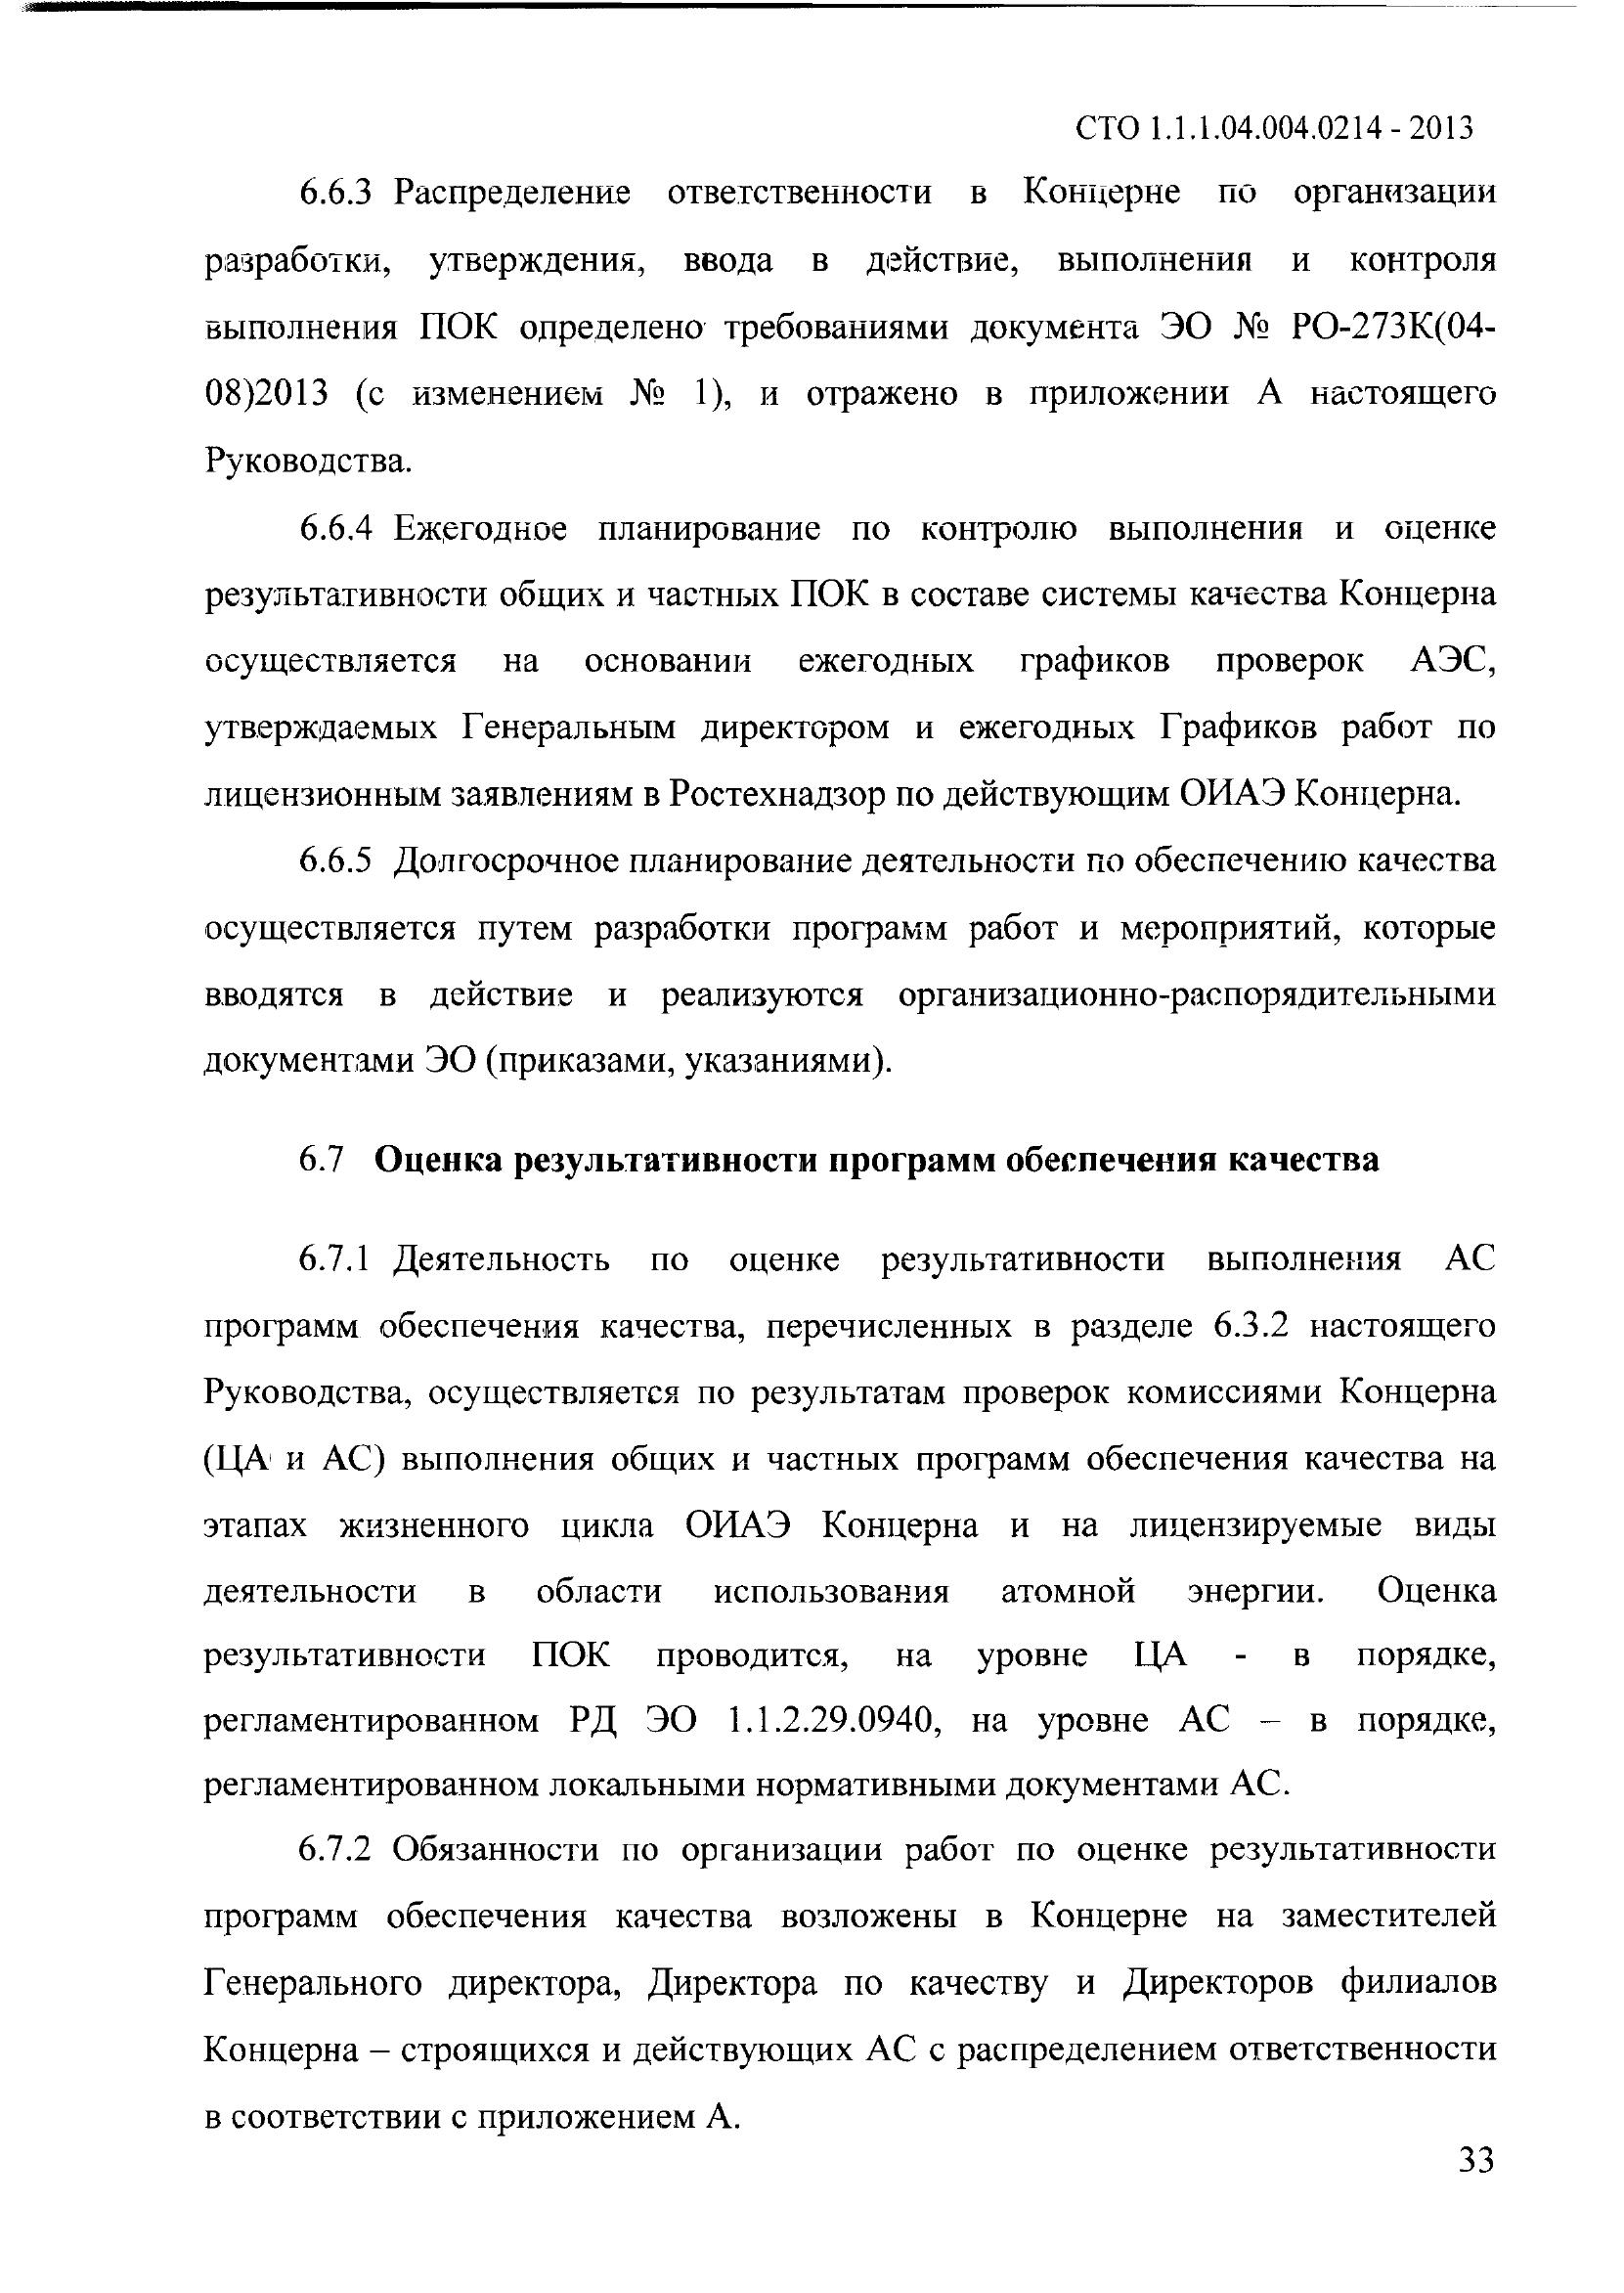 СТО 1.1.1.04.004.0214 - 2013
6.6.3 Распределение ответственности в Концерне по организации
разработки, утверждения, ввода в действие, выполнения и контроля
выполнения ПОК определено требованиями документа ЭО № РО-273К(04-
08)2013 (с изменением № 1), и отражено в приложении А настоящего
Руководства.
6.6.4 Ежегодное планирование по контролю выполнения и оценке
результативности общих и частных ПОК в составе системы качества Концерна
осуществляется на основании ежегодных графиков проверок АЭС,
утверждаемых Генеральным директором и ежегодных Графиков работ по
лицензионным заявлениям в Ростехнадзор по действующим ОИАЭ Концерна.
6.6.5 Долгосрочное планирование деятельности по обеспечению качества
осуществляется путем разработки программ работ и мероприятий, которые
вводятся в действие и реализуются организационно-распорядительными
документами ЭО (приказами, указаниями).
6.7 Оценка результативности программ обеспечения качества
6.7.1 Деятельность по оценке результативности выполнения АС
программ обеспечения качества, перечисленных в разделе 6.3.2 настоящего
Руководства, осуществляется по результатам проверок комиссиями Концерна
(ЦА и АС) выполнения общих и частных программ обеспечения качества на
этапах жизненного цикла ОИАЭ Концерна и на лицензируемые виды
деятельности в области использования атомной энергии. Оценка
результативности ПОК проводится, на уровне ЦА - в порядке,
регламентированном РД ЭО 1.1.2.29.0940, на уровне АС – в порядке,
регламентированном локальными нормативными документами АС.
6.7.2 Обязанности по организации работ по оценке результативности
программ обеспечения качества возложены в Концерне на заместителей
Генерального директора, Директора по качеству и Директоров филиалов
Концерна – строящихся и действующих АС с распределением ответственности
в соответствии с приложением А.
33